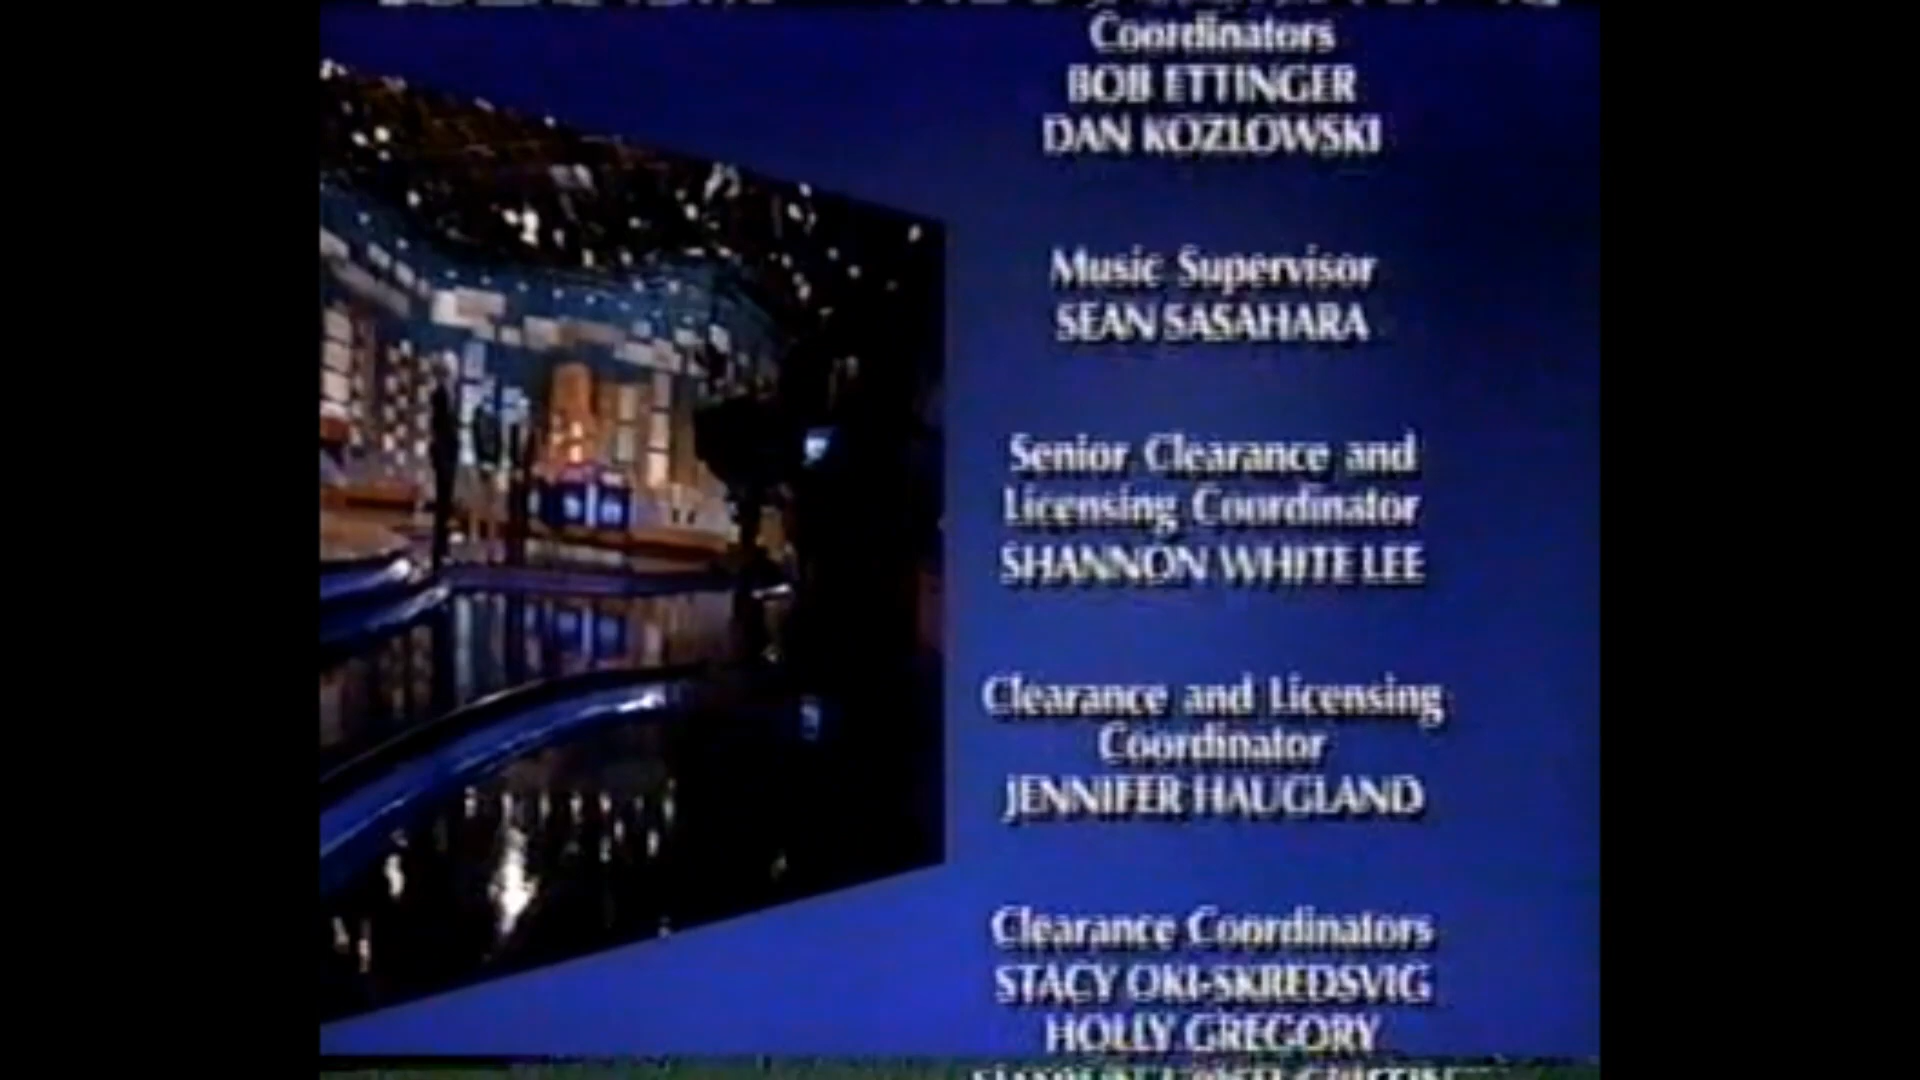 Coordinators
BOB ETTINGER
DAN KOZLOWSKI
Music Supervisor
SEAN SASAHARA
Senior Clearance and
Licensing Coordinator
SHANNON WHITE LEE
Clearance and Licensing
Coordinator
JENNIFER HAUGLAND
Clearance Coordinators
STACY OKI-SKREDSVIG
HOLLY GREGORY